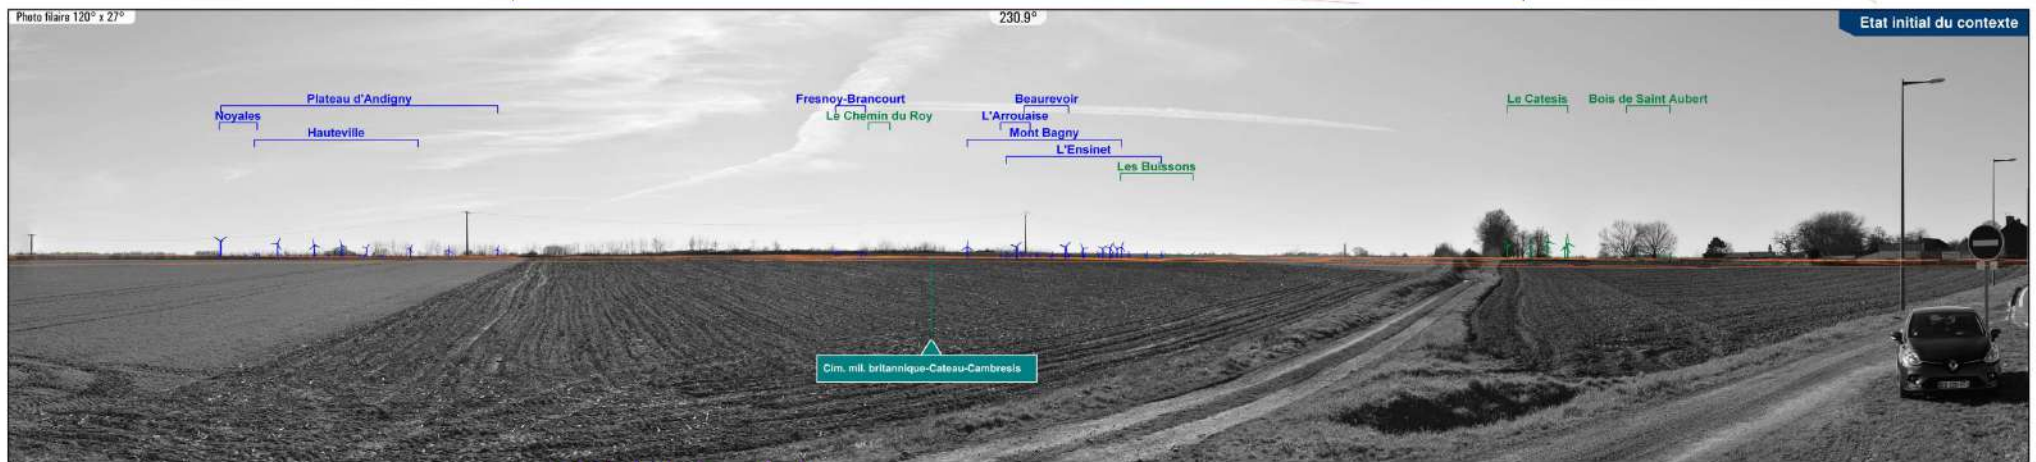 Photo filaire 120° x 27°
230.9°
Etat initial du contexte
Plateau d'Andigny
Fresnoy-Brancourt
Beaurevoir
Le Catesis
Bois de Saint Aubert
Noyales
Le Chemin du Roy
L'Arrouaise
Hauteville
Mont Bagny
L'Ensinet
Les Buissons
Cim. mil. britannique-Cateau-Cambresis